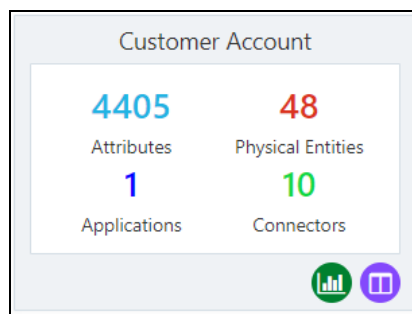 Customer Account
4405 48
Attributes Physical Entities
1 10
Applications Connectors